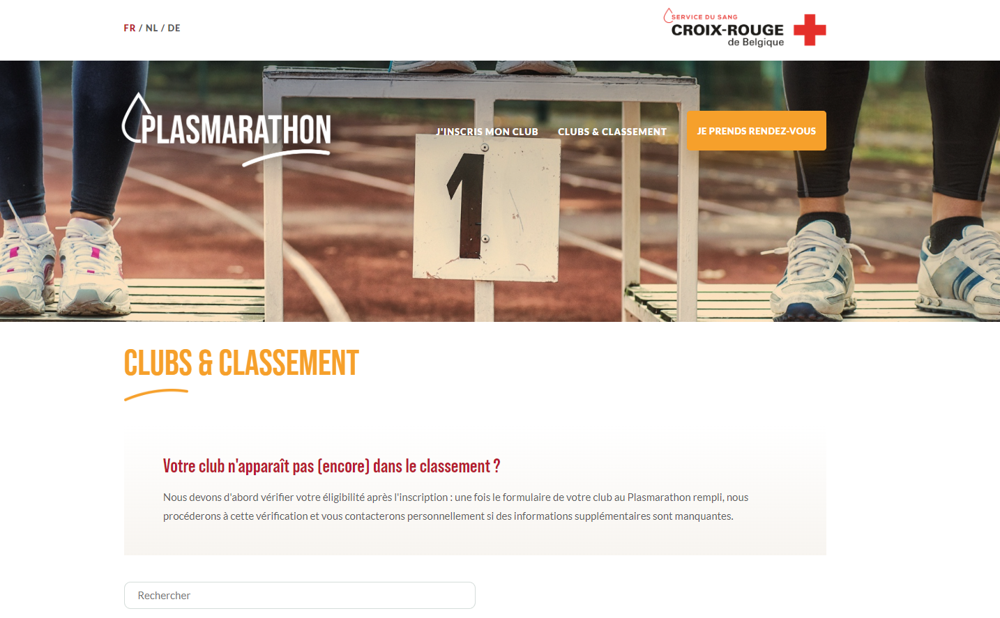 FR / NL / DE
SERVICE DU SANG
CROIX-ROUGE
de Belgique
PLASMARATHON
J'INSCRIS MON CLUB
CLUBS & CLASSEMENT
JE PRENDS RENDEZ-VOUS
1
CLUBS & CLASSEMENT
Votre club n'apparaît pas (encore) dans le classement ?
Nous devons d'abord vérifier votre éligibilité après l'inscription : une fois le formulaire de votre club au Plasmarathon rempli, nous
procéderons à cette vérification et vous contacterons personnellement si des informations supplémentaires sont manquantes.
Rechercher